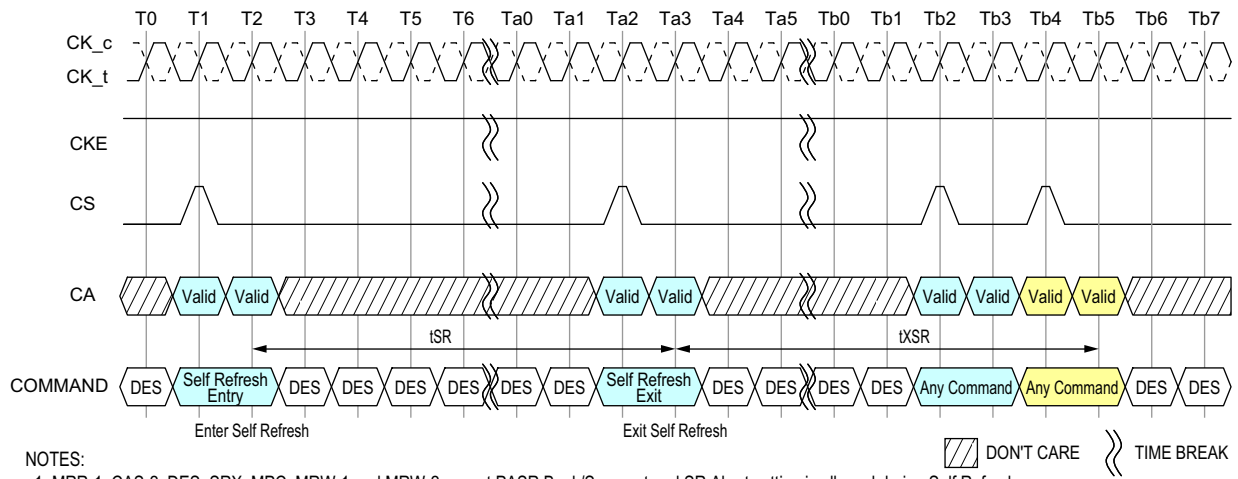 T0 T1 T2 T3 T4 T5 T6 Ta0 Ta1 Ta2 Ta3 Ta4 Ta5 Tb0 Tb1 Tb2 Tb3 Tb4 Tb5 Tb6 Tb7
CK_c
CK_t
CKE
CS
CA Valid Valid Valid Valid Valid Valid Valid Valid
tSR tXSR
COMMAND DES Self Refresh Entry DES DES DES DES DES DES Self Refresh Exit DES DES DES DES Any Command Any Command DES DES
Enter Self Refresh Exit Self Refresh
DON'T CARE TIME BREAK
NOTES: